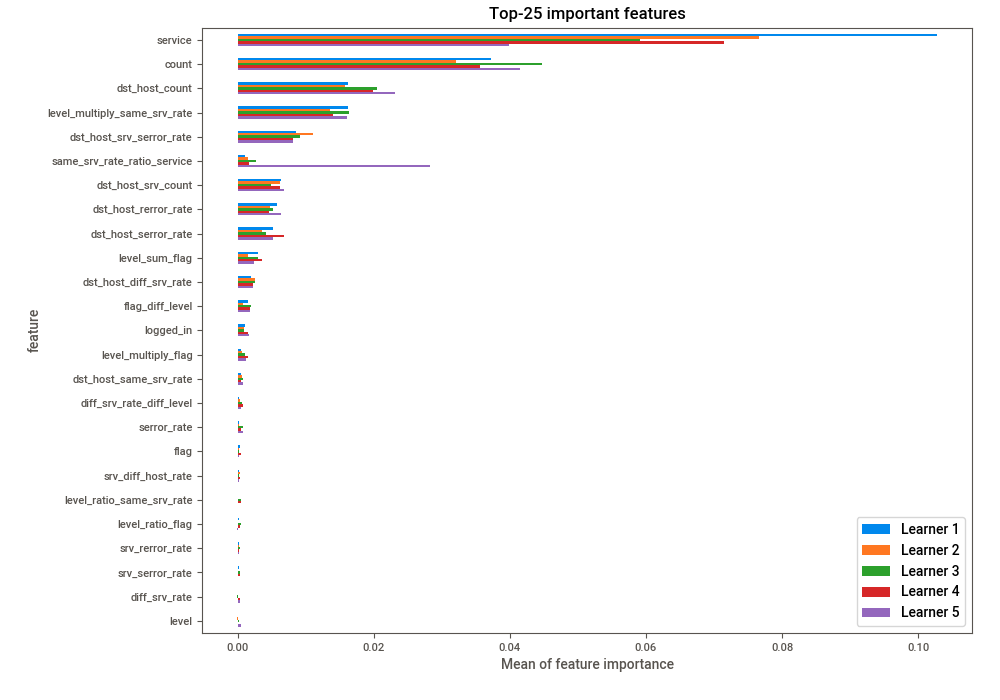 Top-25 important features
service
count
dst_host_count
level_multiply_same_srv_rate
dst_host_srv_serror_rate
same_srv_rate_ratio_service
dst_host_srv_count
dst_host_rerror_rate
dst_host_serror_rate
level_sum_flag
dst_host_diff_srv_rate
flag_diff_level
logged_in
level_multiply_flag
dst_host_same_srv_rate
diff_srv_rate_diff_level
serror_rate
flag
srv_diff_host_rate
level_ratio_same_srv_rate
level_ratio_flag
srv_rerror_rate
srv_serror_rate
diff_srv_rate
level
feature
Learner 1
Learner 2
Learner 3
Learner 4
Learner 5
0.00 0.02 0.04 0.06 0.08 0.10
Mean of feature importance